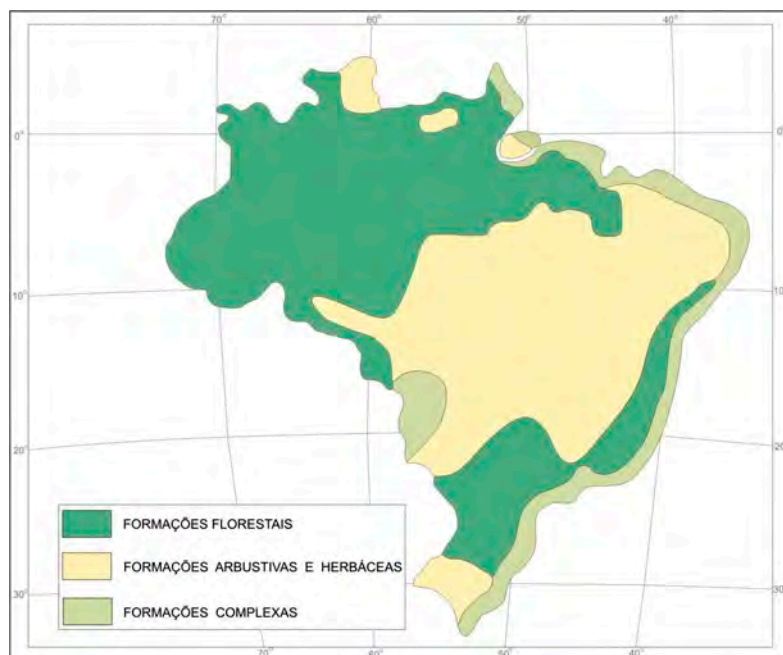 70° 60° 50° 40°
0° 0°
10° 10°
20° 20°
FORMAÇÕES FLORESTAIS
FORMAÇÕES ARBUSTIVAS E HERBÁCEAS
30° 30°
FORMAÇÕES COMPLEXAS
70° 60° 50° 40°